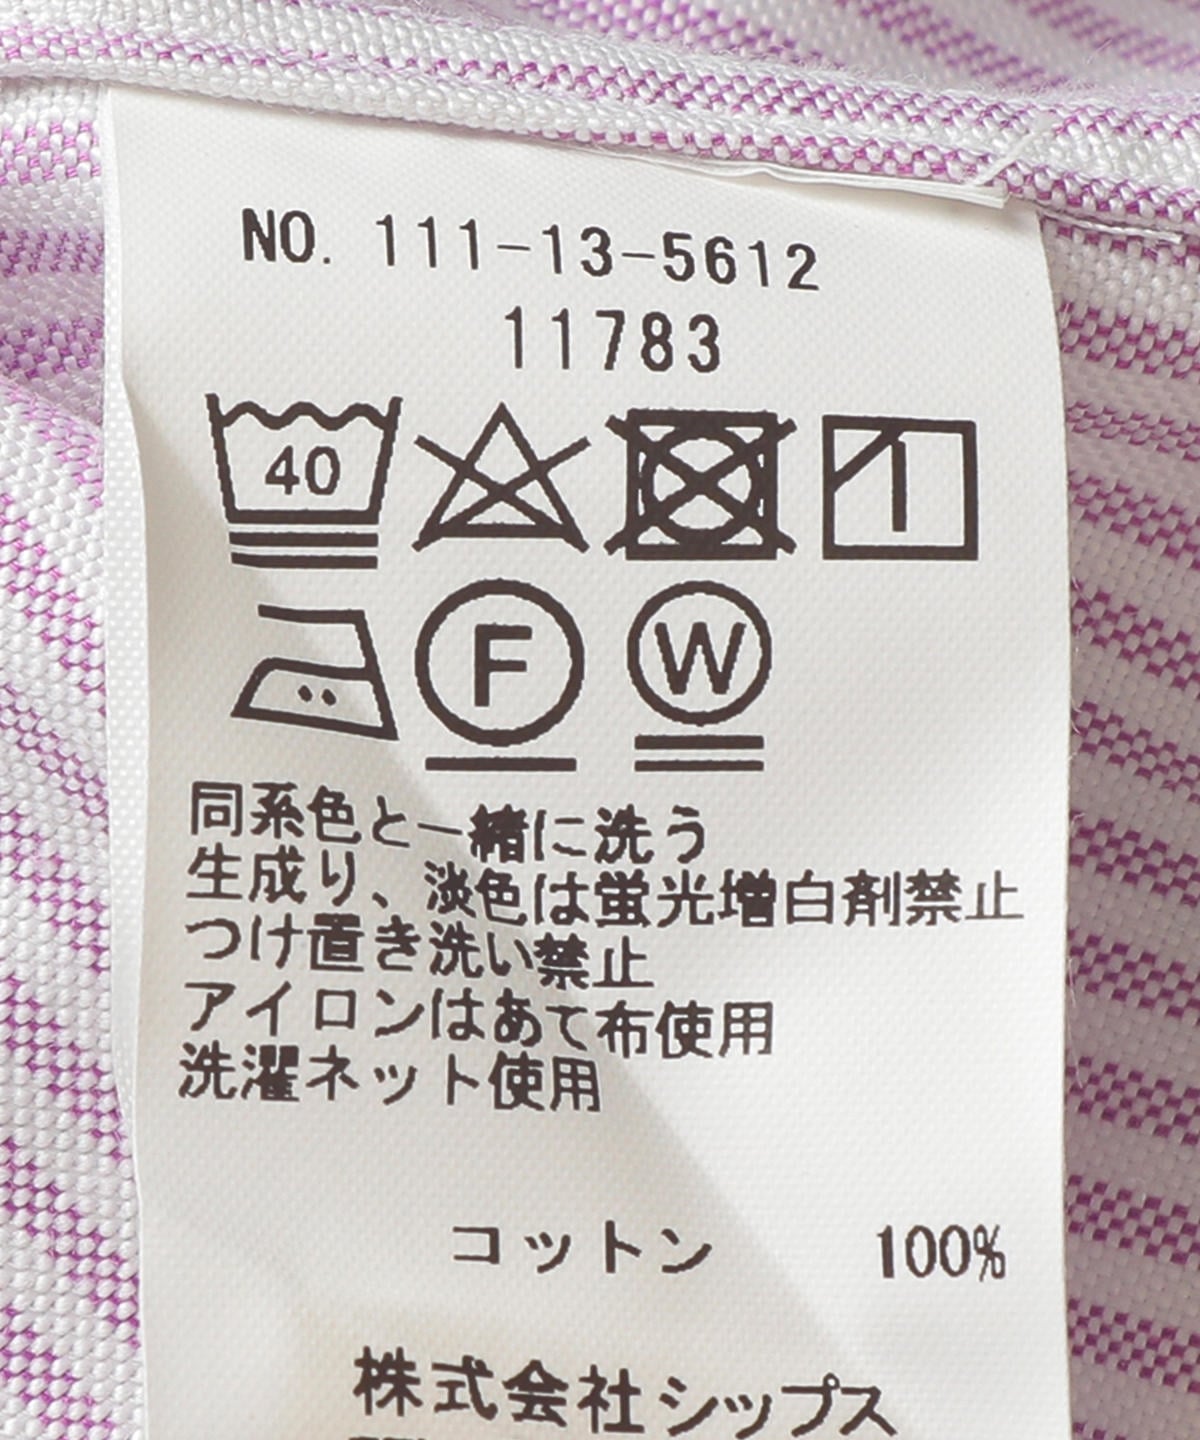 NO. 111-13-5612
11783
40
F W
同系色と一緒に洗う
生成り、淡色は蛍光増白剤禁止
つけ置き洗い禁止
アイロンはあて布使用
洗濯ネット使用
コットン 100%
株式会社シップス